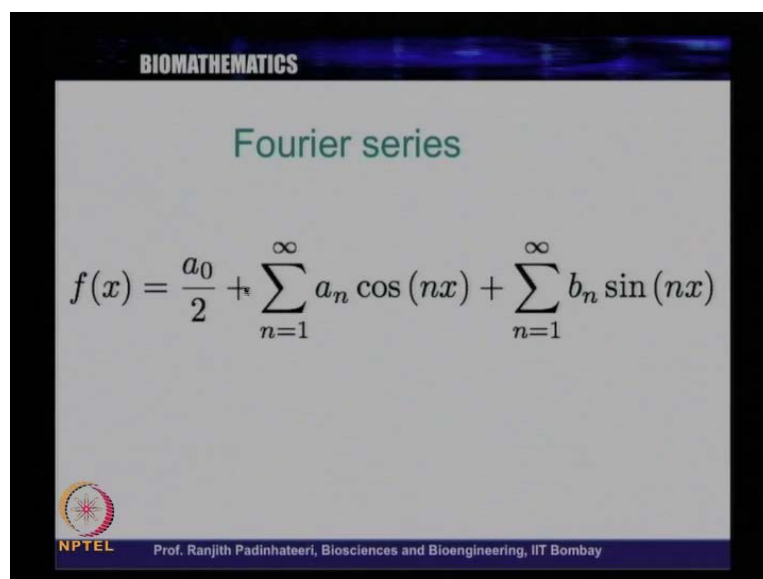 BIOMATHEMATICS
Fourier series
f(x) = \frac{a_0}{2} + \sum_{n=1}^{\infty} a_n \cos(nx) + \sum_{n=1}^{\infty} b_n \sin(nx)
NPTEL
Prof. Ranjith Padinhateeri, Biosciences and Bioengineering, IIT Bombay